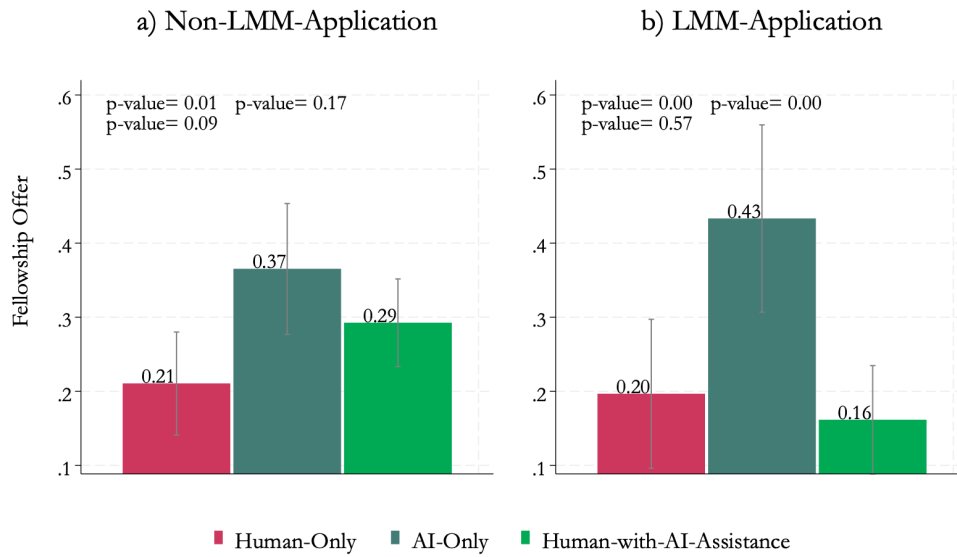 a) Non-LMM-Application
b) LMM-Application
p-value= 0.01 p-value= 0.17
p-value= 0.09
p-value= 0.00 p-value= 0.00
p-value= 0.57
Fellowship Offer
.6
.5
.4
.3
.2
.1
0.21
0.37
0.29
.6
.5
.4
.3
.2
.1
0.20
0.43
0.16
Human-Only AI-Only Human-with-AI-Assistance